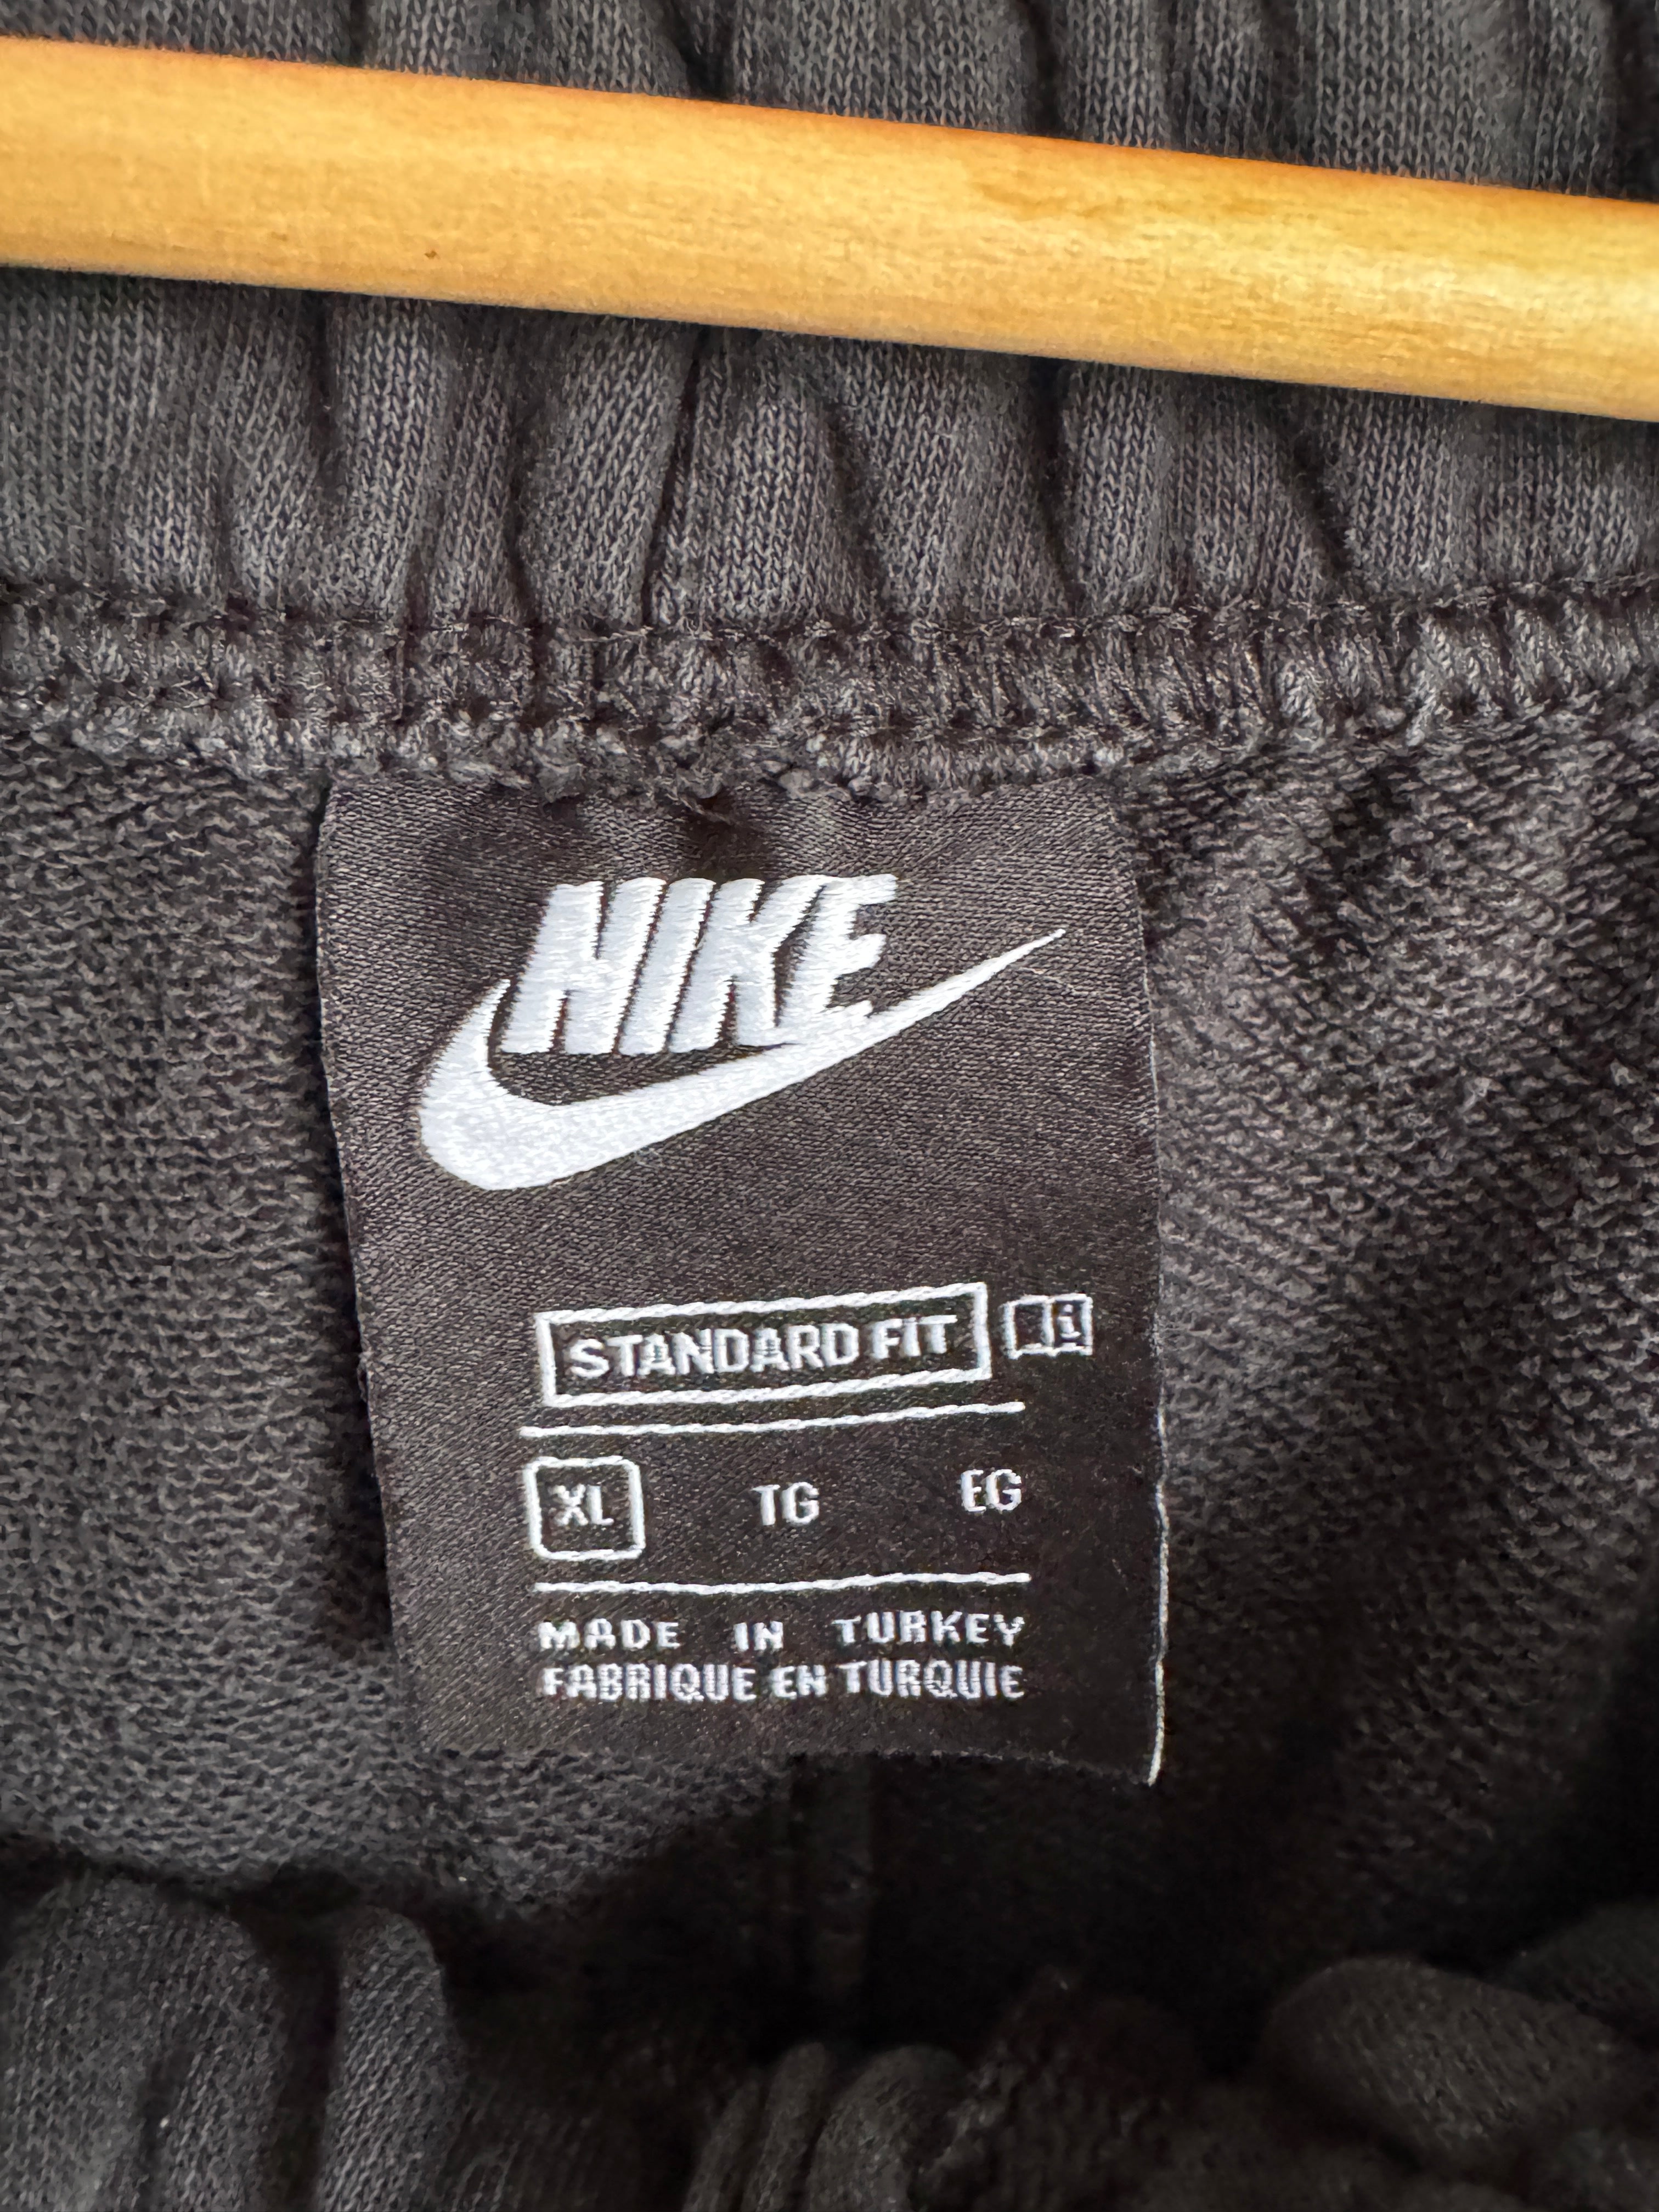 NIKE
STANDARD FIT i
XL TG EG
MADE IN TURKEY
FABRIQUE EN TURQUIE